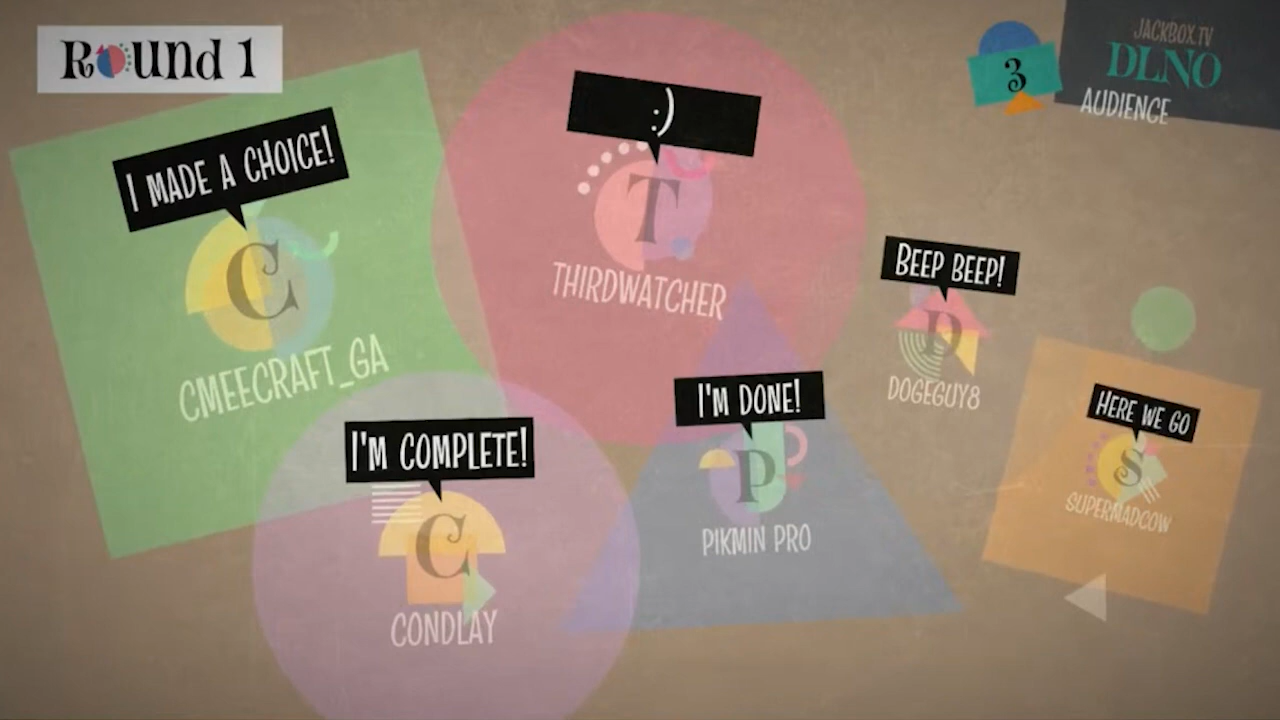 Round 1
JACKBOX.TV
DLNO
3
AUDIENCE
I MADE A CHOICE!
C
CMEECRAFT_GA
:)
T
THIRDWATCHER
BEEP BEEP!
D
DOGEGUY8
I'M COMPLETE!
C
CONDLAY
I'M DONE!
P
PIKMIN PRO
HERE WE GO
S
SUPERMADCOW